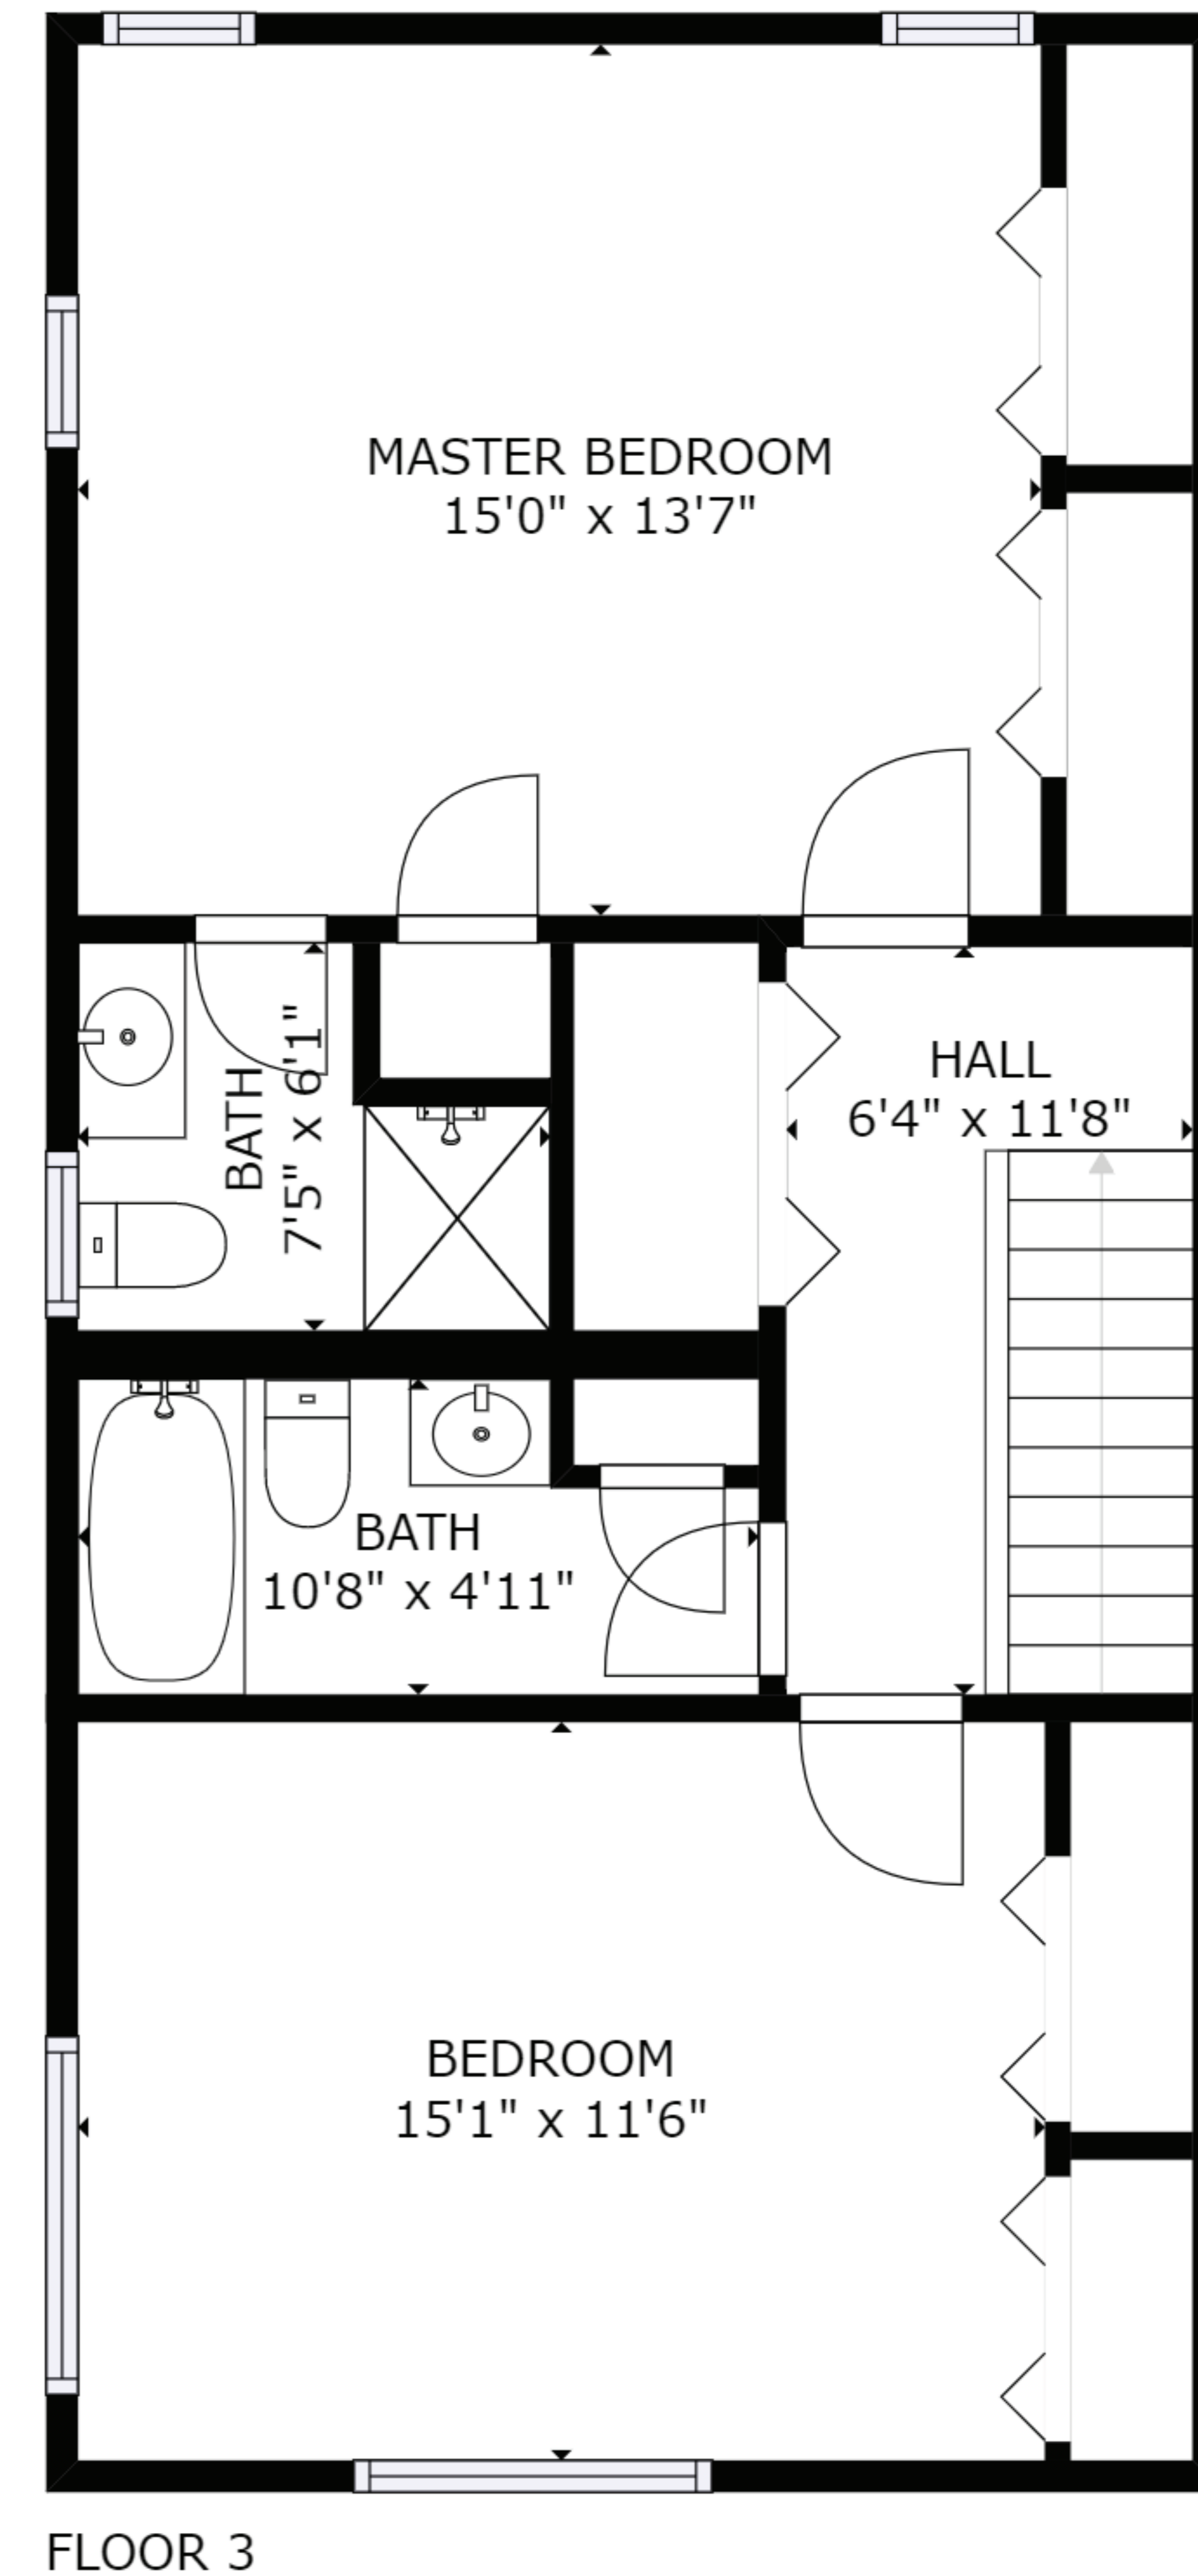 MASTER BEDROOM
15'0" x 13'7"
HALL
6'4" x 11'8"
BATH
7'5" x 6'1"
BATH
10'8" x 4'11"
BEDROOM
15'1" x 11'6"
FLOOR 3